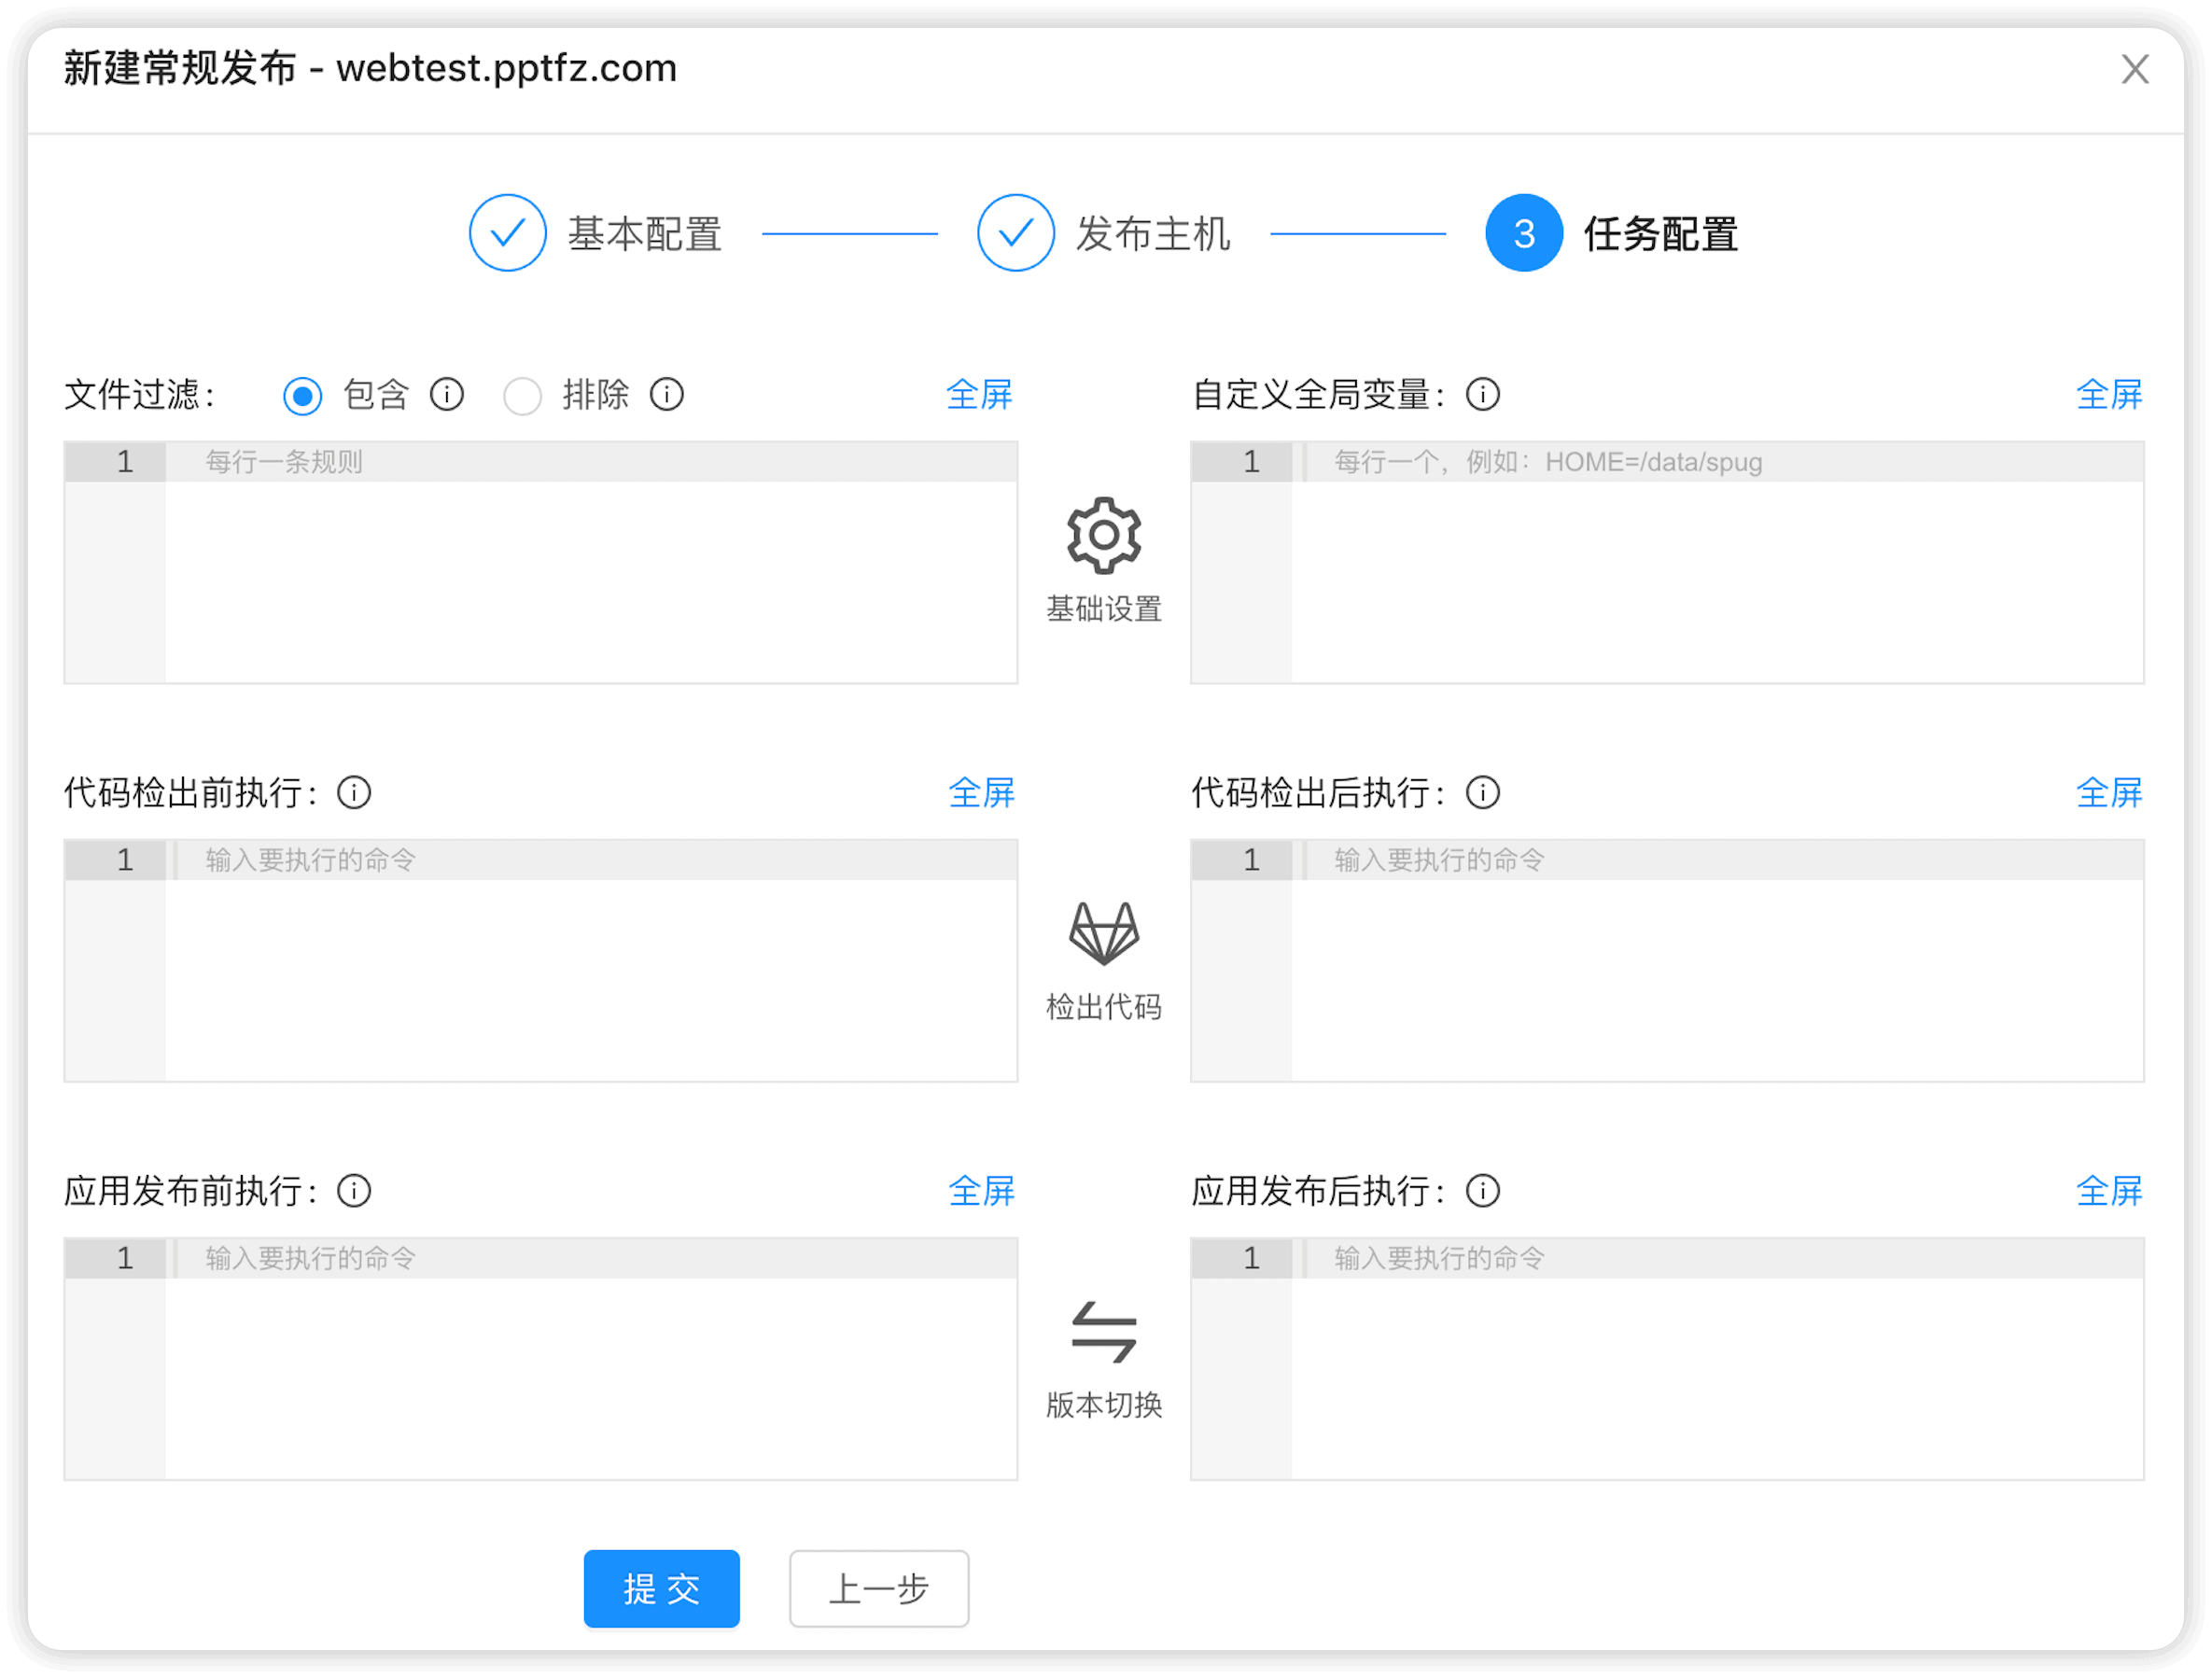 新建常规发布 - webtest.pptfz.com
基本配置
发布主机
3 任务配置
文件过滤: 包含 排除 全屏
1 每行一条规则
基础设置
自定义全局变量: 全屏
1 每行一个，例如：HOME=/data/spug
代码检出前执行: 全屏
1 输入要执行的命令
检出代码
代码检出后执行: 全屏
1 输入要执行的命令
应用发布前执行: 全屏
1 输入要执行的命令
版本切换
应用发布后执行: 全屏
1 输入要执行的命令
提 交
上一步